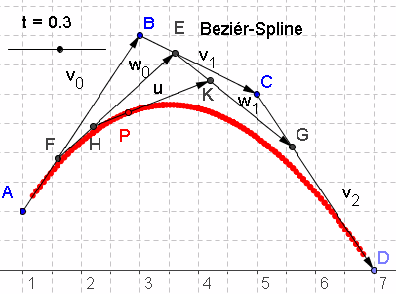 t = 0.3
Beziér-Spline
B
E
v1
w0
v0
u
C
K
w1
F
H
P
G
A
v2
D
1 2 3 4 5 6 7